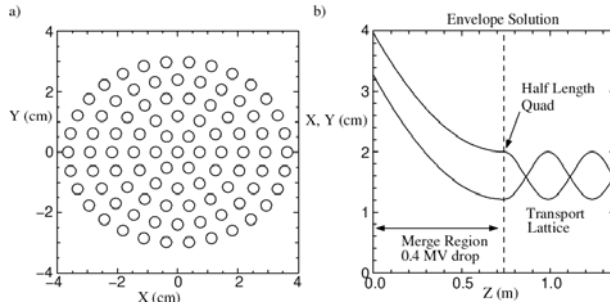 a)
4
2
Y (cm)
0
−2
−4
−4
−2
0
2
4
X (cm)
b)
Envelope Solution
4
3
X, Y (cm)
2
1
0.0
0.5
1.0
Z (m)
Half Length
Quad
Transport
Lattice
Merge Region
0.4 MV drop